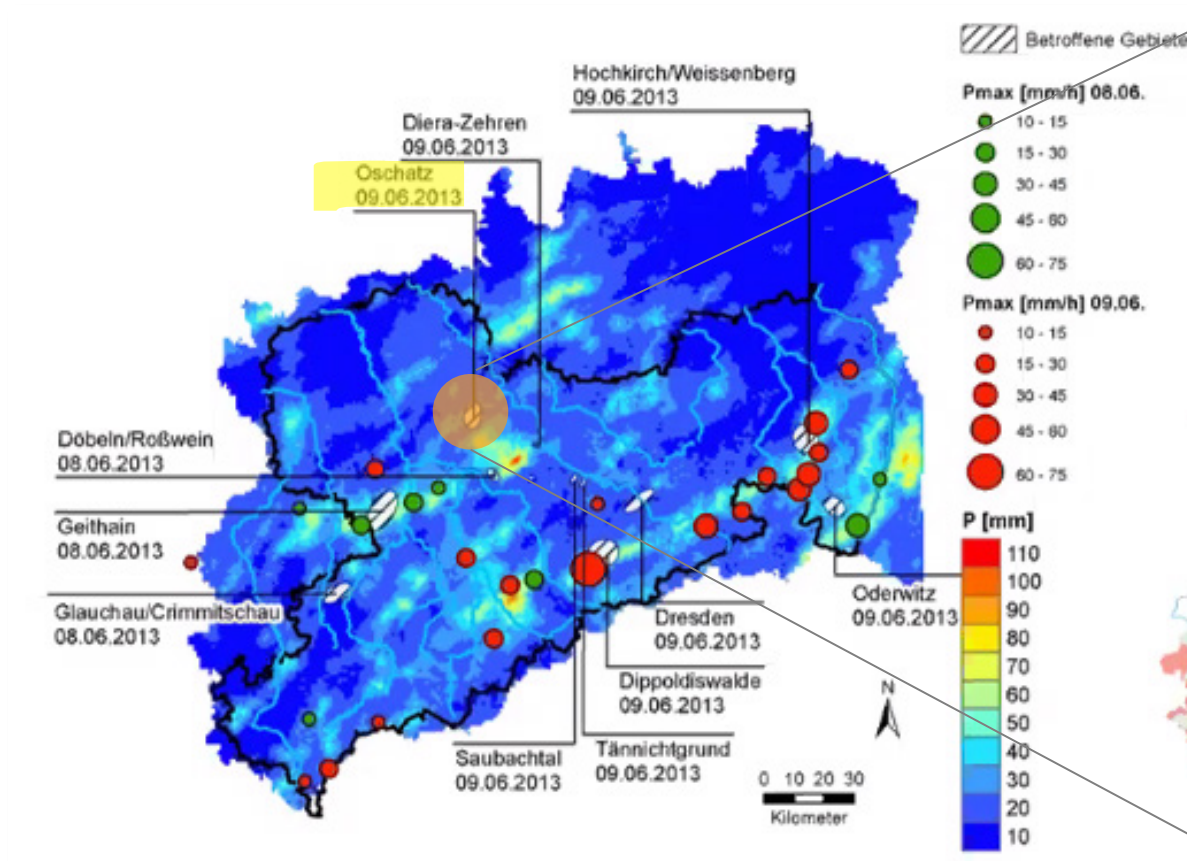 Betroffene Gebiete
Hochkirch/Weissenberg
09.06.2013
Diera-Zehren
09.06.2013
Oschatz
09.06.2013
Pmax [mm/h] 08.06.
10 - 15
15 - 30
30 - 45
45 - 60
60 - 75
Pmax [mm/h] 09.06.
10 - 15
15 - 30
30 - 45
45 - 60
60 - 75
Döbeln/Roßwein
08.06.2013
Geithain
08.06.2013
Glauchau/Crimmitschau
08.06.2013
P [mm]
110
100
90
80
70
60
50
40
30
20
10
Oderwitz
09.06.2013
Dresden
09.06.2013
Dippoldiswalde
09.06.2013
Saubachtal
09.06.2013
Tännichtgrund
09.06.2013
N
0 10 20 30
Kilometer